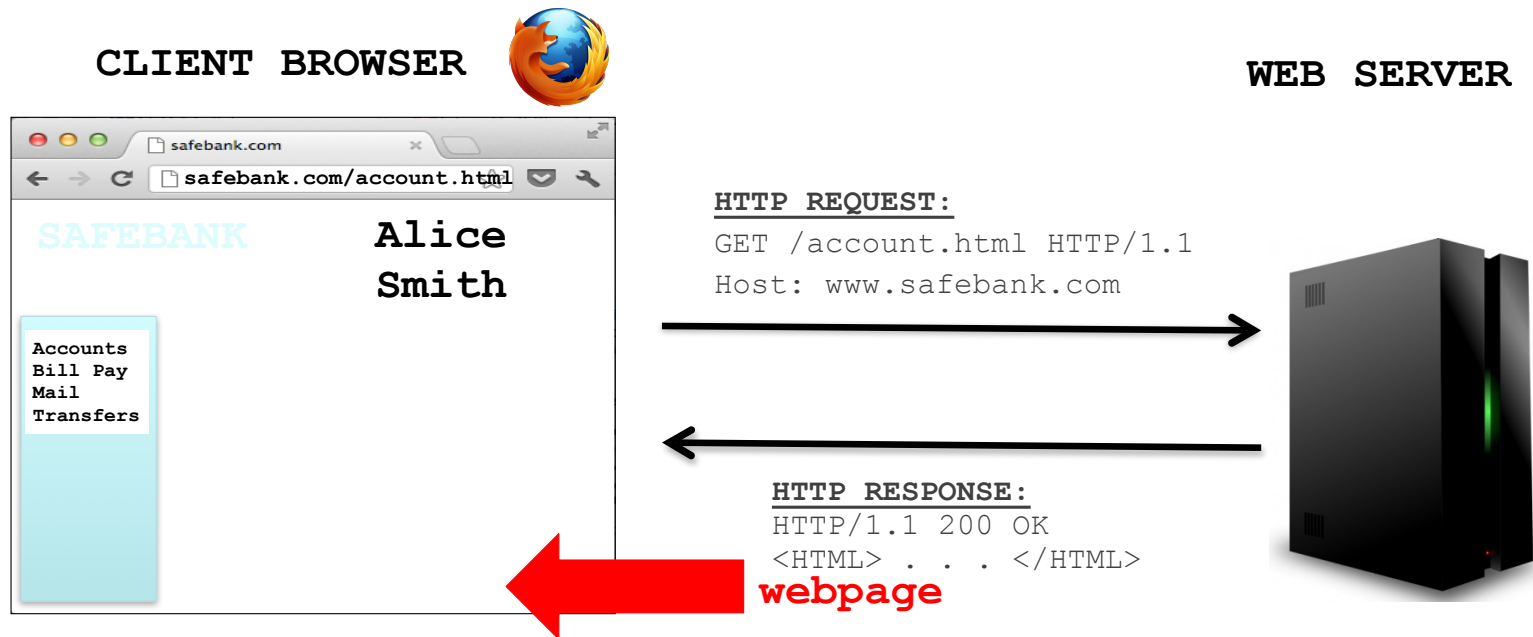 CLIENT BROWSER
WEB SERVER
safebank.com
safebank.com/account.html
SAFEBANK
Alice
Smith
Accounts
Bill Pay
Mail
Transfers
HTTP REQUEST:
GET /account.html HTTP/1.1
Host: www.safebank.com
HTTP RESPONSE:
HTTP/1.1 200 OK
<HTML> . . . </HTML>
webpage